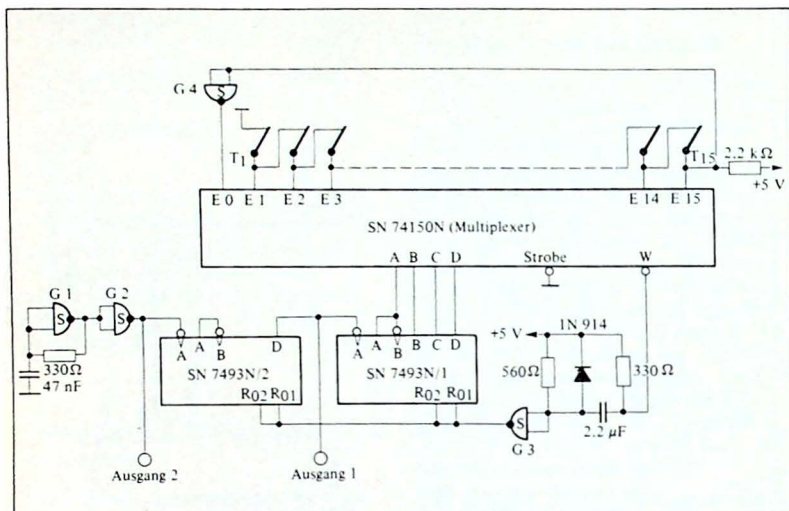 G 4
S
T1
T15
2.2 kΩ
+5 V
E 0 E 1 E 2 E 3 E 14 E 15
SN 74150N (Multiplexer)
A B C D Strobe W
G 1 G 2
S S
330Ω
47 nF
A A B D
SN 7493N/2
R02 R01
A A B B C D
SN 7493N/1
R02 R01
+5 V
1N 914
560Ω
330Ω
2.2 µF
S
G 3
Ausgang 2
Ausgang 1